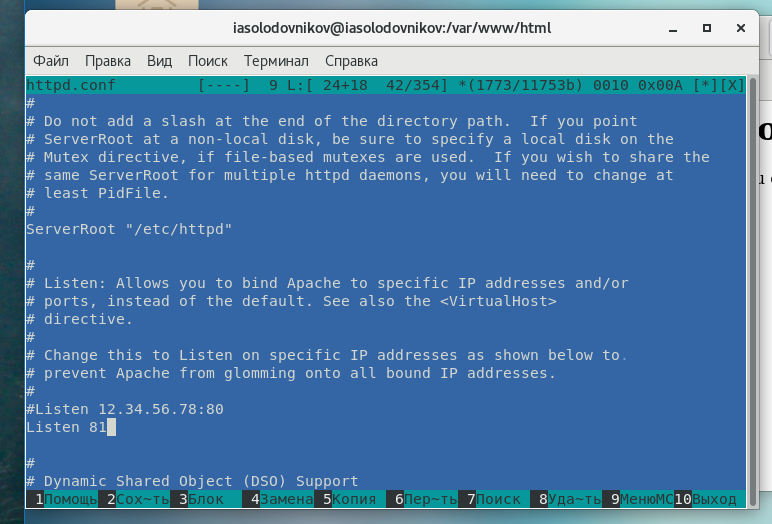 iasolodovnikov@iasolodovnikov:/var/www/html
Файл Правка Вид Поиск Терминал Справка
httpd.conf [----] 9 L:[ 24+18 42/354] *(1773/11753b) 0010 0x00A [*][X]
#
# Do not add a slash at the end of the directory path.  If you point
# ServerRoot at a non-local disk, be sure to specify a local disk on the
# Mutex directive, if file-based mutexes are used.  If you wish to share the
# same ServerRoot for multiple httpd daemons, you will need to change at
# least PidFile.
#
ServerRoot "/etc/httpd"
#
# Listen: Allows you to bind Apache to specific IP addresses and/or
# ports, instead of the default. See also the <VirtualHost>
# directive.
#
# Change this to Listen on specific IP addresses as shown below to.
# prevent Apache from glomming onto all bound IP addresses.
#
#Listen 12.34.56.78:80
Listen 81
#
# Dynamic Shared Object (DSO) Support
1Помощь 2Сох~ть 3Блок 4Замена 5Копия 6Пер~ть 7Поиск 8Уда~ть 9МенюMC 10Выход